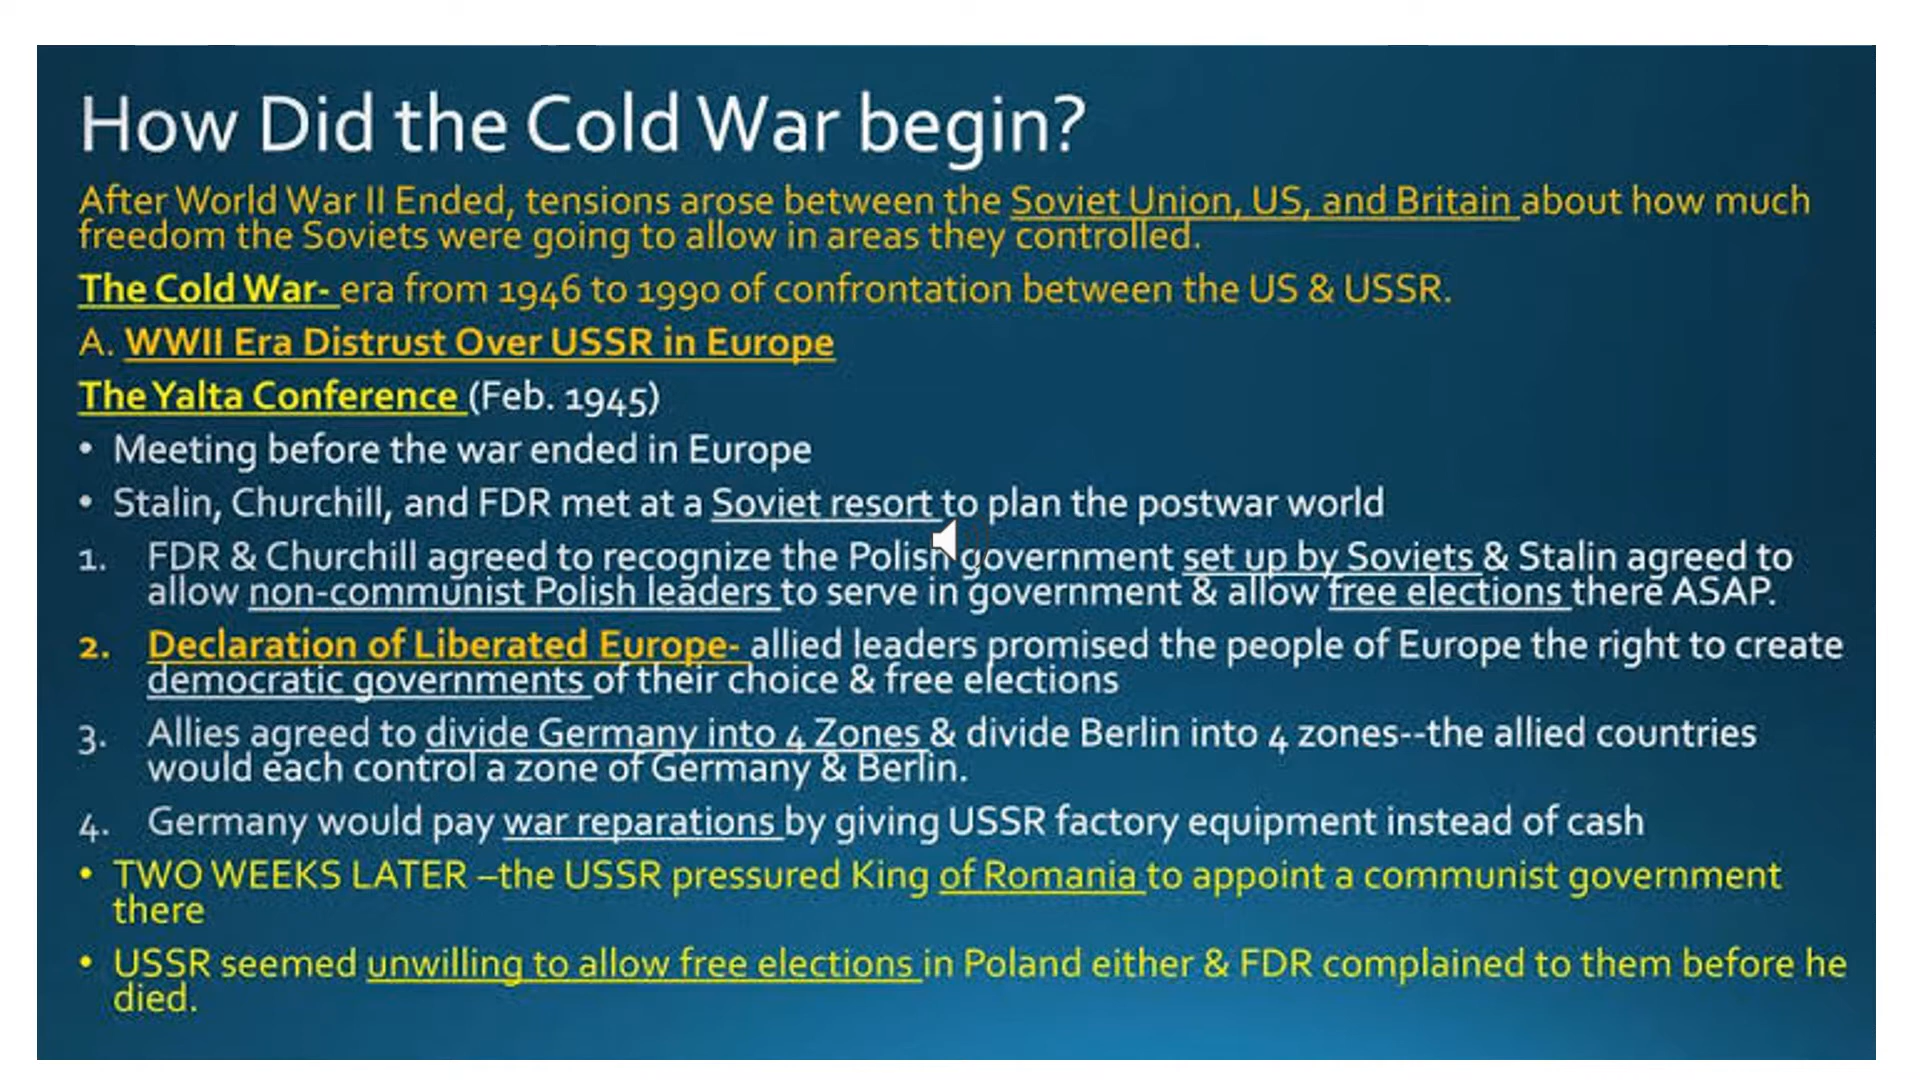 How Did the Cold War begin?
After World War II Ended, tensions arose between the Soviet Union, US, and Britain about how much
freedom the Soviets were going to allow in areas they controlled.
The Cold War- era from 1946 to 1990 of confrontation between the US & USSR.
A. WWII Era Distrust Over USSR in Europe
The Yalta Conference (Feb. 1945)
• Meeting before the war ended in Europe
• Stalin, Churchill, and FDR met at a Soviet resort to plan the postwar world
1. FDR & Churchill agreed to recognize the Polish government set up by Soviets & Stalin agreed to
allow non-communist Polish leaders to serve in government & allow free elections there ASAP.
2. Declaration of Liberated Europe- allied leaders promised the people of Europe the right to create
democratic governments of their choice & free elections
3. Allies agreed to divide Germany into 4 Zones & divide Berlin into 4 zones--the allied countries
would each control a zone of Germany & Berlin.
4. Germany would pay war reparations by giving USSR factory equipment instead of cash
• TWO WEEKS LATER –the USSR pressured King of Romania to appoint a communist government
there
• USSR seemed unwilling to allow free elections in Poland either & FDR complained to them before he
died.